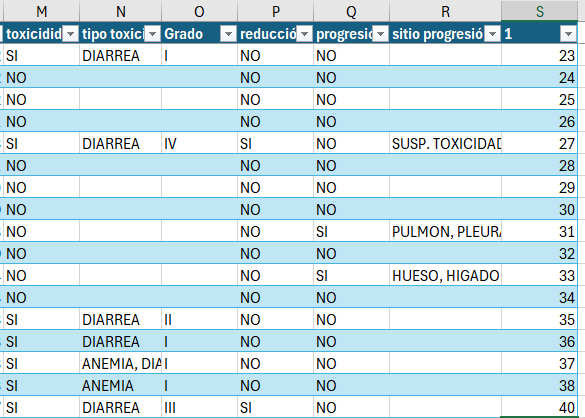 M N O P Q R S
toxicidid tipo toxici Grado reducció progresió sitio progresió 1
SI DIARREA I NO NO 23
NO NO NO 24
NO NO NO 25
NO NO NO 26
SI DIARREA IV SI NO SUSP. TOXICIDAD 27
NO NO NO 28
NO NO NO 29
NO NO NO 30
NO NO SI PULMON, PLEURA 31
NO NO NO 32
NO NO SI HUESO, HIGADO 33
NO NO NO 34
SI DIARREA II NO NO 35
SI DIARREA I NO NO 36
SI ANEMIA, DIA I NO NO 37
SI ANEMIA I NO NO 38
SI DIARREA III SI NO 40